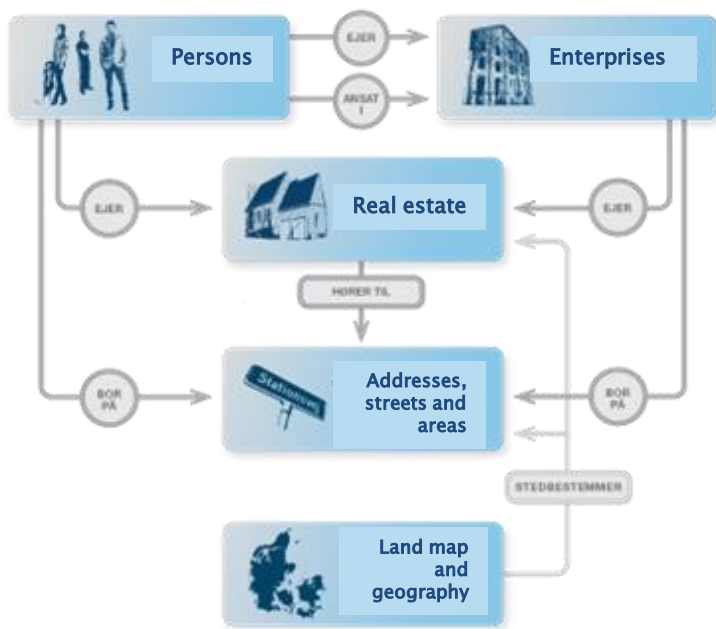 Persons
EJER
Enterprises
ANSAT
I
EJER
Real estate
EJER
HØRER TIL
BOR
PÅ
Addresses,
streets and
areas
BOR
PÅ
STEDBESTEMMER
Land map
and
geography